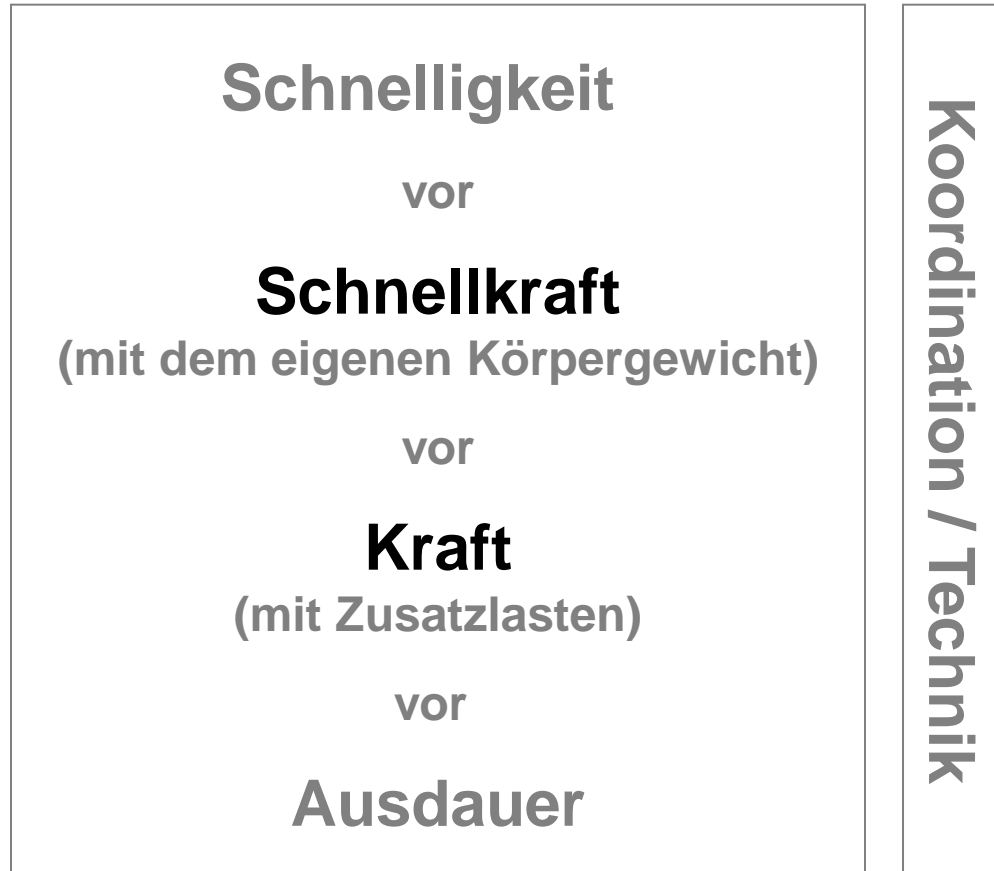 Schnelligkeit
vor
Schnellkraft
(mit dem eigenen Körpergewicht)
vor
Kraft
(mit Zusatzlasten)
vor
Ausdauer
Koordination / Technik